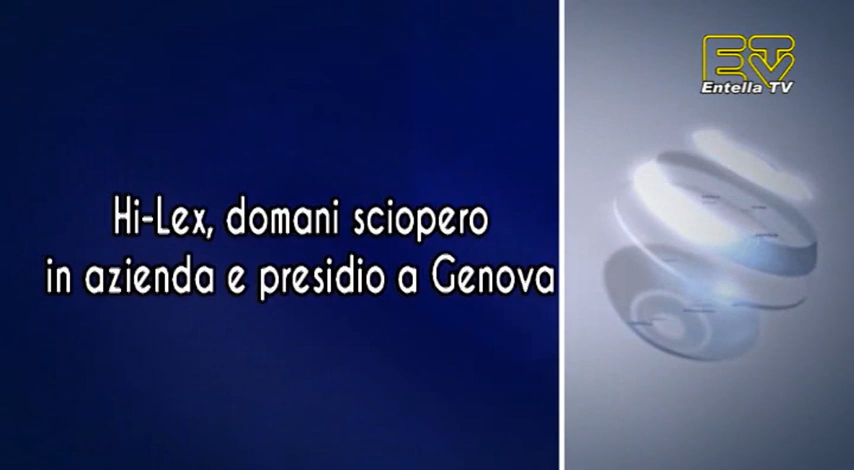 ETV
Entella TV
Hi-Lex, domani sciopero
in azienda e presidio a Genova